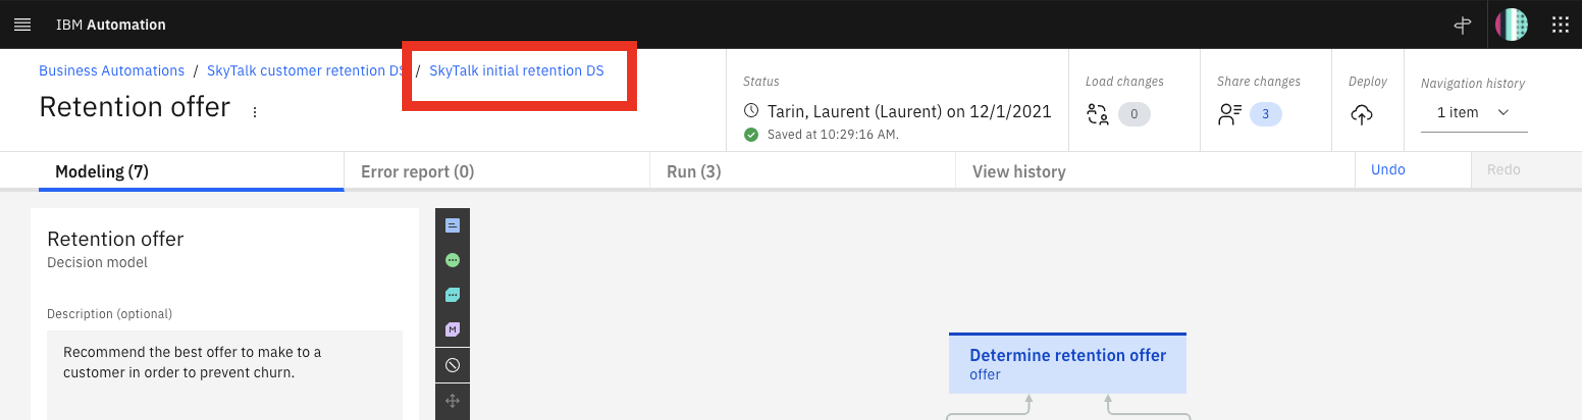 IBM Automation
Business Automations / SkyTalk customer retention DS / SkyTalk initial retention DS
Retention offer
Status
Tarin, Laurent (Laurent) on 12/1/2021
Saved at 10:29:16 AM.
Load changes
0
Share changes
3
Deploy
Navigation history
1 item
Modeling (7)
Error report (0)
Run (3)
View history
Undo
Redo
Retention offer
Decision model
Description (optional)
Recommend the best offer to make to a
customer in order to prevent churn.
M
Determine retention offer
offer